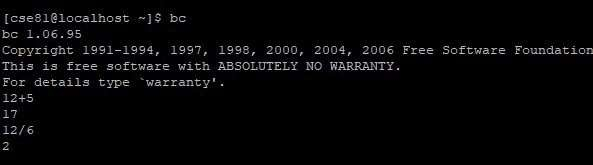 [cse81@localhost ~]$ bc
bc 1.06.95
Copyright 1991-1994, 1997, 1998, 2000, 2004, 2006 Free Software Foundation
This is free software with ABSOLUTELY NO WARRANTY.
For details type `warranty'.
12+5
17
12/6
2